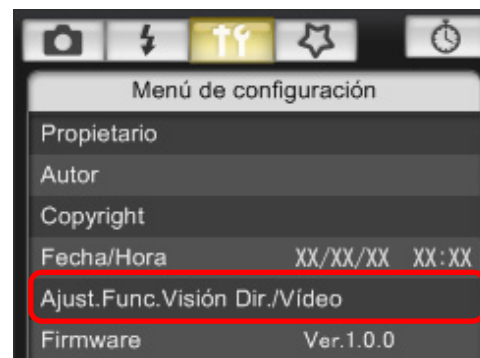 Menú de configuración
Propietario
Autor
Copyright
Fecha/Hora XX/XX/XX XX:XX
Ajust.Func.Visión Dir./Vídeo
Firmware Ver.1.0.0